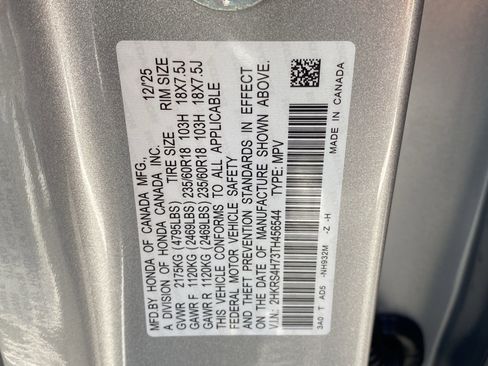 MFD.BY HONDA OF CANADA MFG., 12/25
A DIVISION OF HONDA CANADA INC.
TIRE SIZE RIM SIZE
GVWR 2175KG (4795LBS)
GAWR F 1120KG (2469LBS) 235/60R18 103H 18X7.5J
GAWR R 1120KG (2469LBS) 235/60R18 103H 18X7.5J
THIS VEHICLE CONFORMS TO ALL APPLICABLE
FEDERAL MOTOR VEHICLE SAFETY
AND THEFT PREVENTION STANDARDS IN EFFECT
ON THE DATE OF MANUFACTURE SHOWN ABOVE.
V.I.N.: 2HKRS4H73TH456544 TYPE: MPV
3A0 T AD5 -NH932M -Z -H
MADE IN CANADA